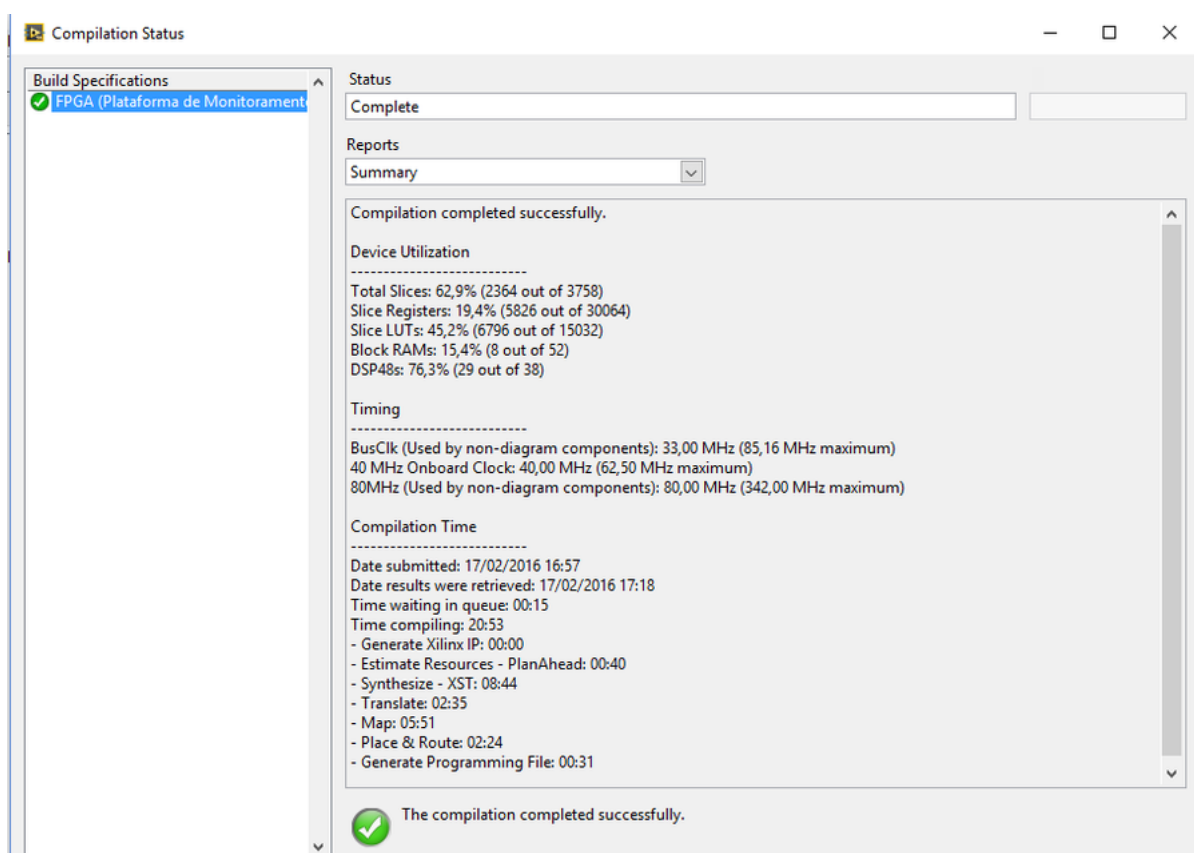 Compilation Status
Build Specifications
FPGA (Plataforma de Monitoramento
Status
Complete
Reports
Summary
Compilation completed successfully.
Device Utilization
---------------------------
Total Slices: 62,9% (2364 out of 3758)
Slice Registers: 19,4% (5826 out of 30064)
Slice LUTs: 45,2% (6796 out of 15032)
Block RAMs: 15,4% (8 out of 52)
DSP48s: 76,3% (29 out of 38)
Timing
---------------------------
BusClk (Used by non-diagram components): 33,00 MHz (85,16 MHz maximum)
40 MHz Onboard Clock: 40,00 MHz (62,50 MHz maximum)
80MHz (Used by non-diagram components): 80,00 MHz (342,00 MHz maximum)
Compilation Time
---------------------------
Date submitted: 17/02/2016 16:57
Date results were retrieved: 17/02/2016 17:18
Time waiting in queue: 00:15
Time compiling: 20:53
- Generate Xilinx IP: 00:00
- Estimate Resources - PlanAhead: 00:40
- Synthesize - XST: 08:44
- Translate: 02:35
- Map: 05:51
- Place & Route: 02:24
- Generate Programming File: 00:31
The compilation completed successfully.